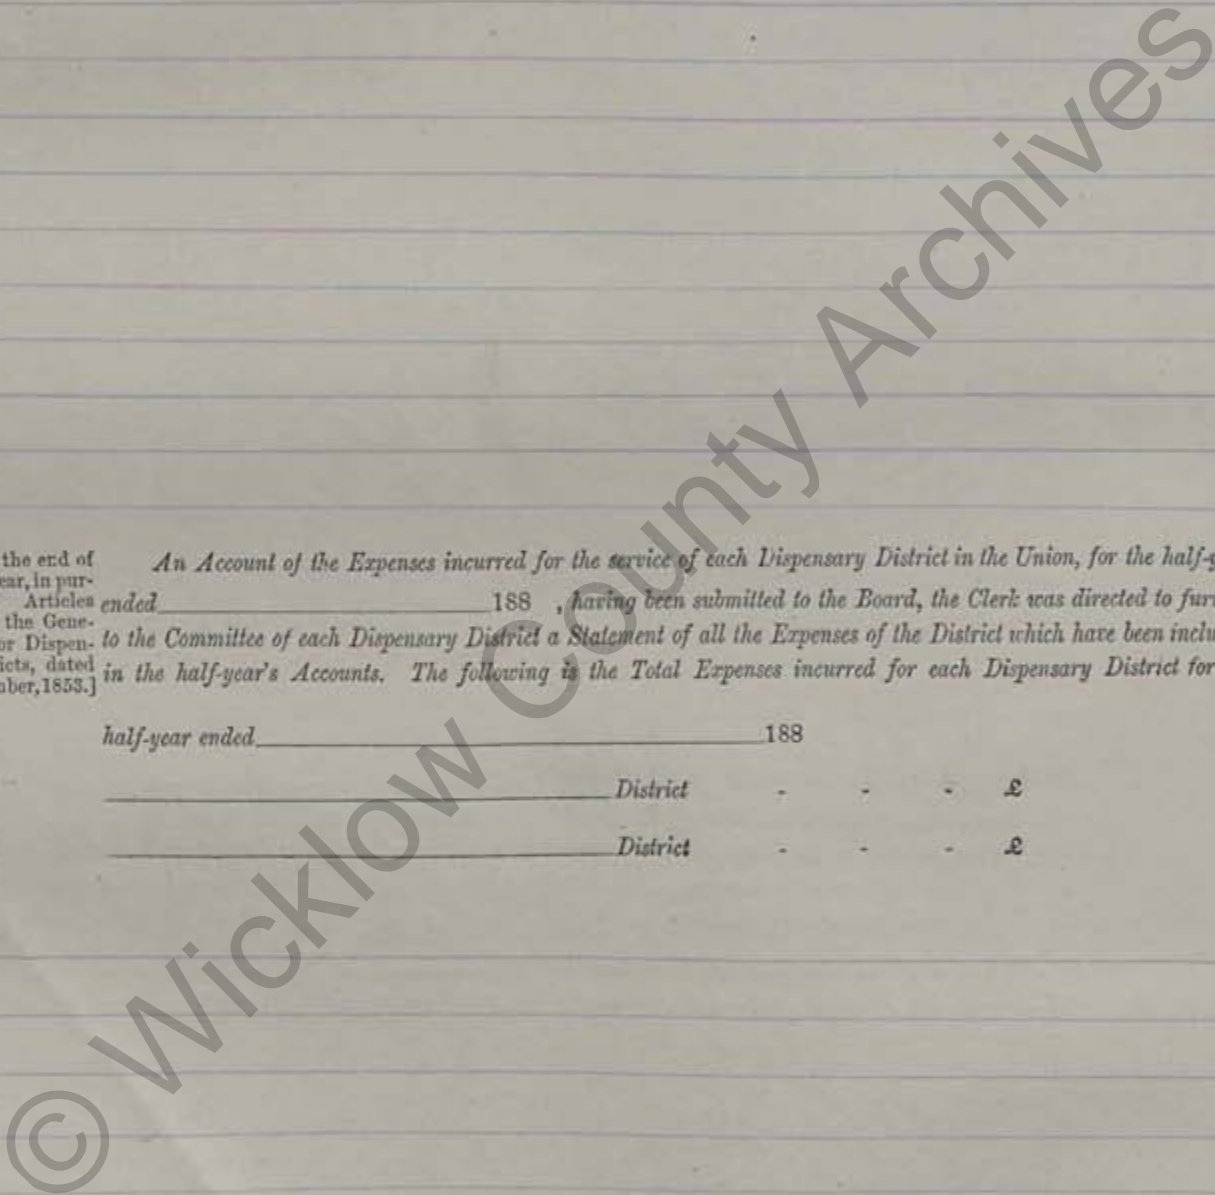 the end of
ear, in pur-
Articles
the Gene-
or Dispen-
icts, dated
ber, 1853.]
An Account of the Expenses incurred for the service of each Dispensary District in the Union, for the half-y
ended 188 , having been submitted to the Board, the Clerk was directed to furn
to the Committee of each Dispensary District a Statement of all the Expenses of the District which have been inclu
in the half-year's Accounts. The following is the Total Expenses incurred for each Dispensary District for
half-year ended 188
District - - - £
District - - - £
© Wicklow County Archives